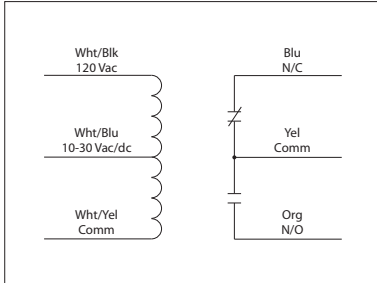 Wht/Blk
120 Vac
Blu
N/C
Wht/Blu
10-30 Vac/dc
Yel
Comm
Wht/Yel
Comm
Org
N/O